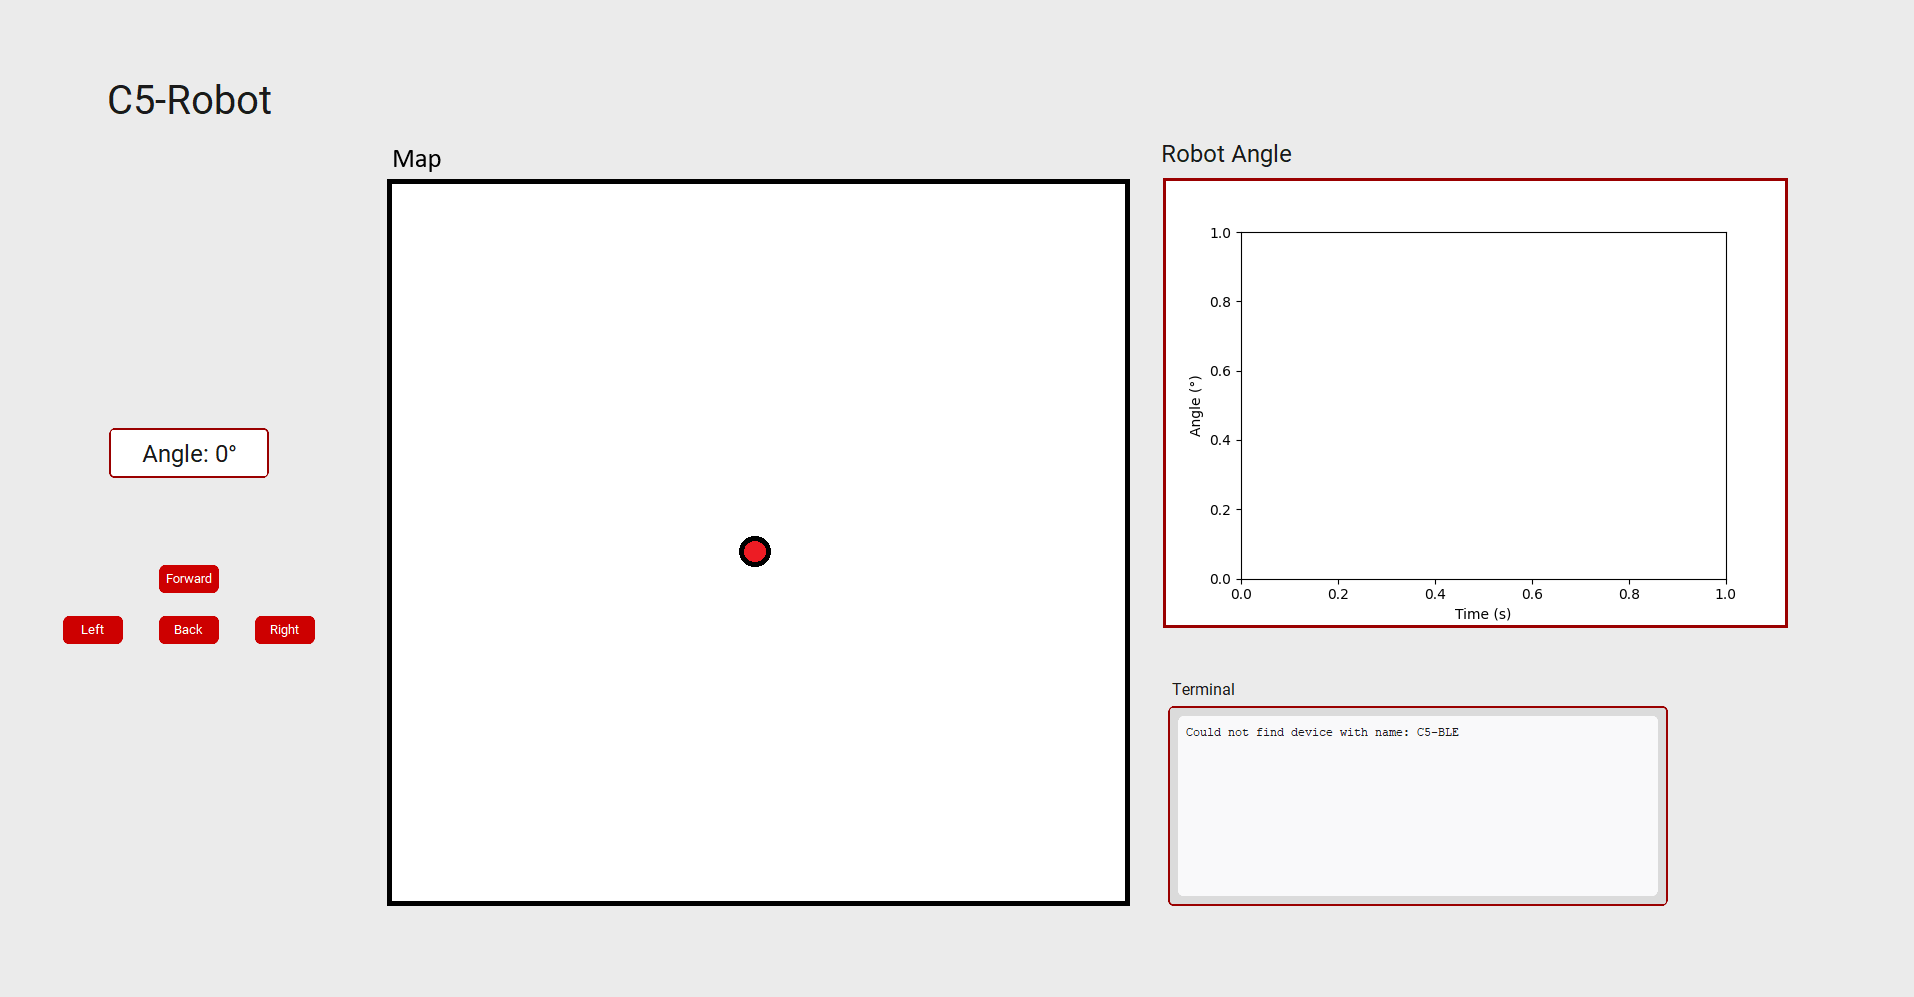 C5-Robot
Map
Robot Angle
Angle: 0°
Forward
Left
Back
Right
1.0
0.8
0.6
0.4
0.2
0.0
Angle (°)
0.0 0.2 0.4 0.6 0.8 1.0
Time (s)
Terminal
Could not find device with name: C5-BLE